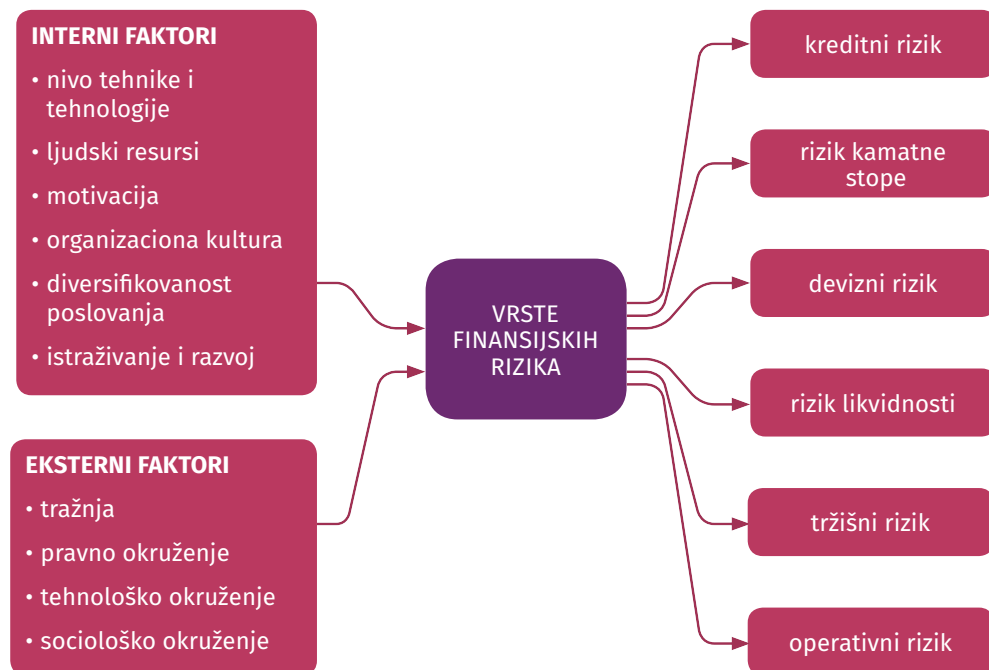 INTERNI FAKTORI
• nivo tehnike i
tehnologije
• ljudski resursi
• motivacija
• organizaciona kultura
• diversifikovanost
poslovanja
• istraživanje i razvoj
EKSTERNI FAKTORI
• tražnja
• pravno okruženje
• tehnološko okruženje
• sociološko okruženje
VRSTE
FINANSIJSKIH
RIZIKA
kreditni rizik
rizik kamatne
stope
devizni rizik
rizik likvidnosti
tržišni rizik
operativni rizik